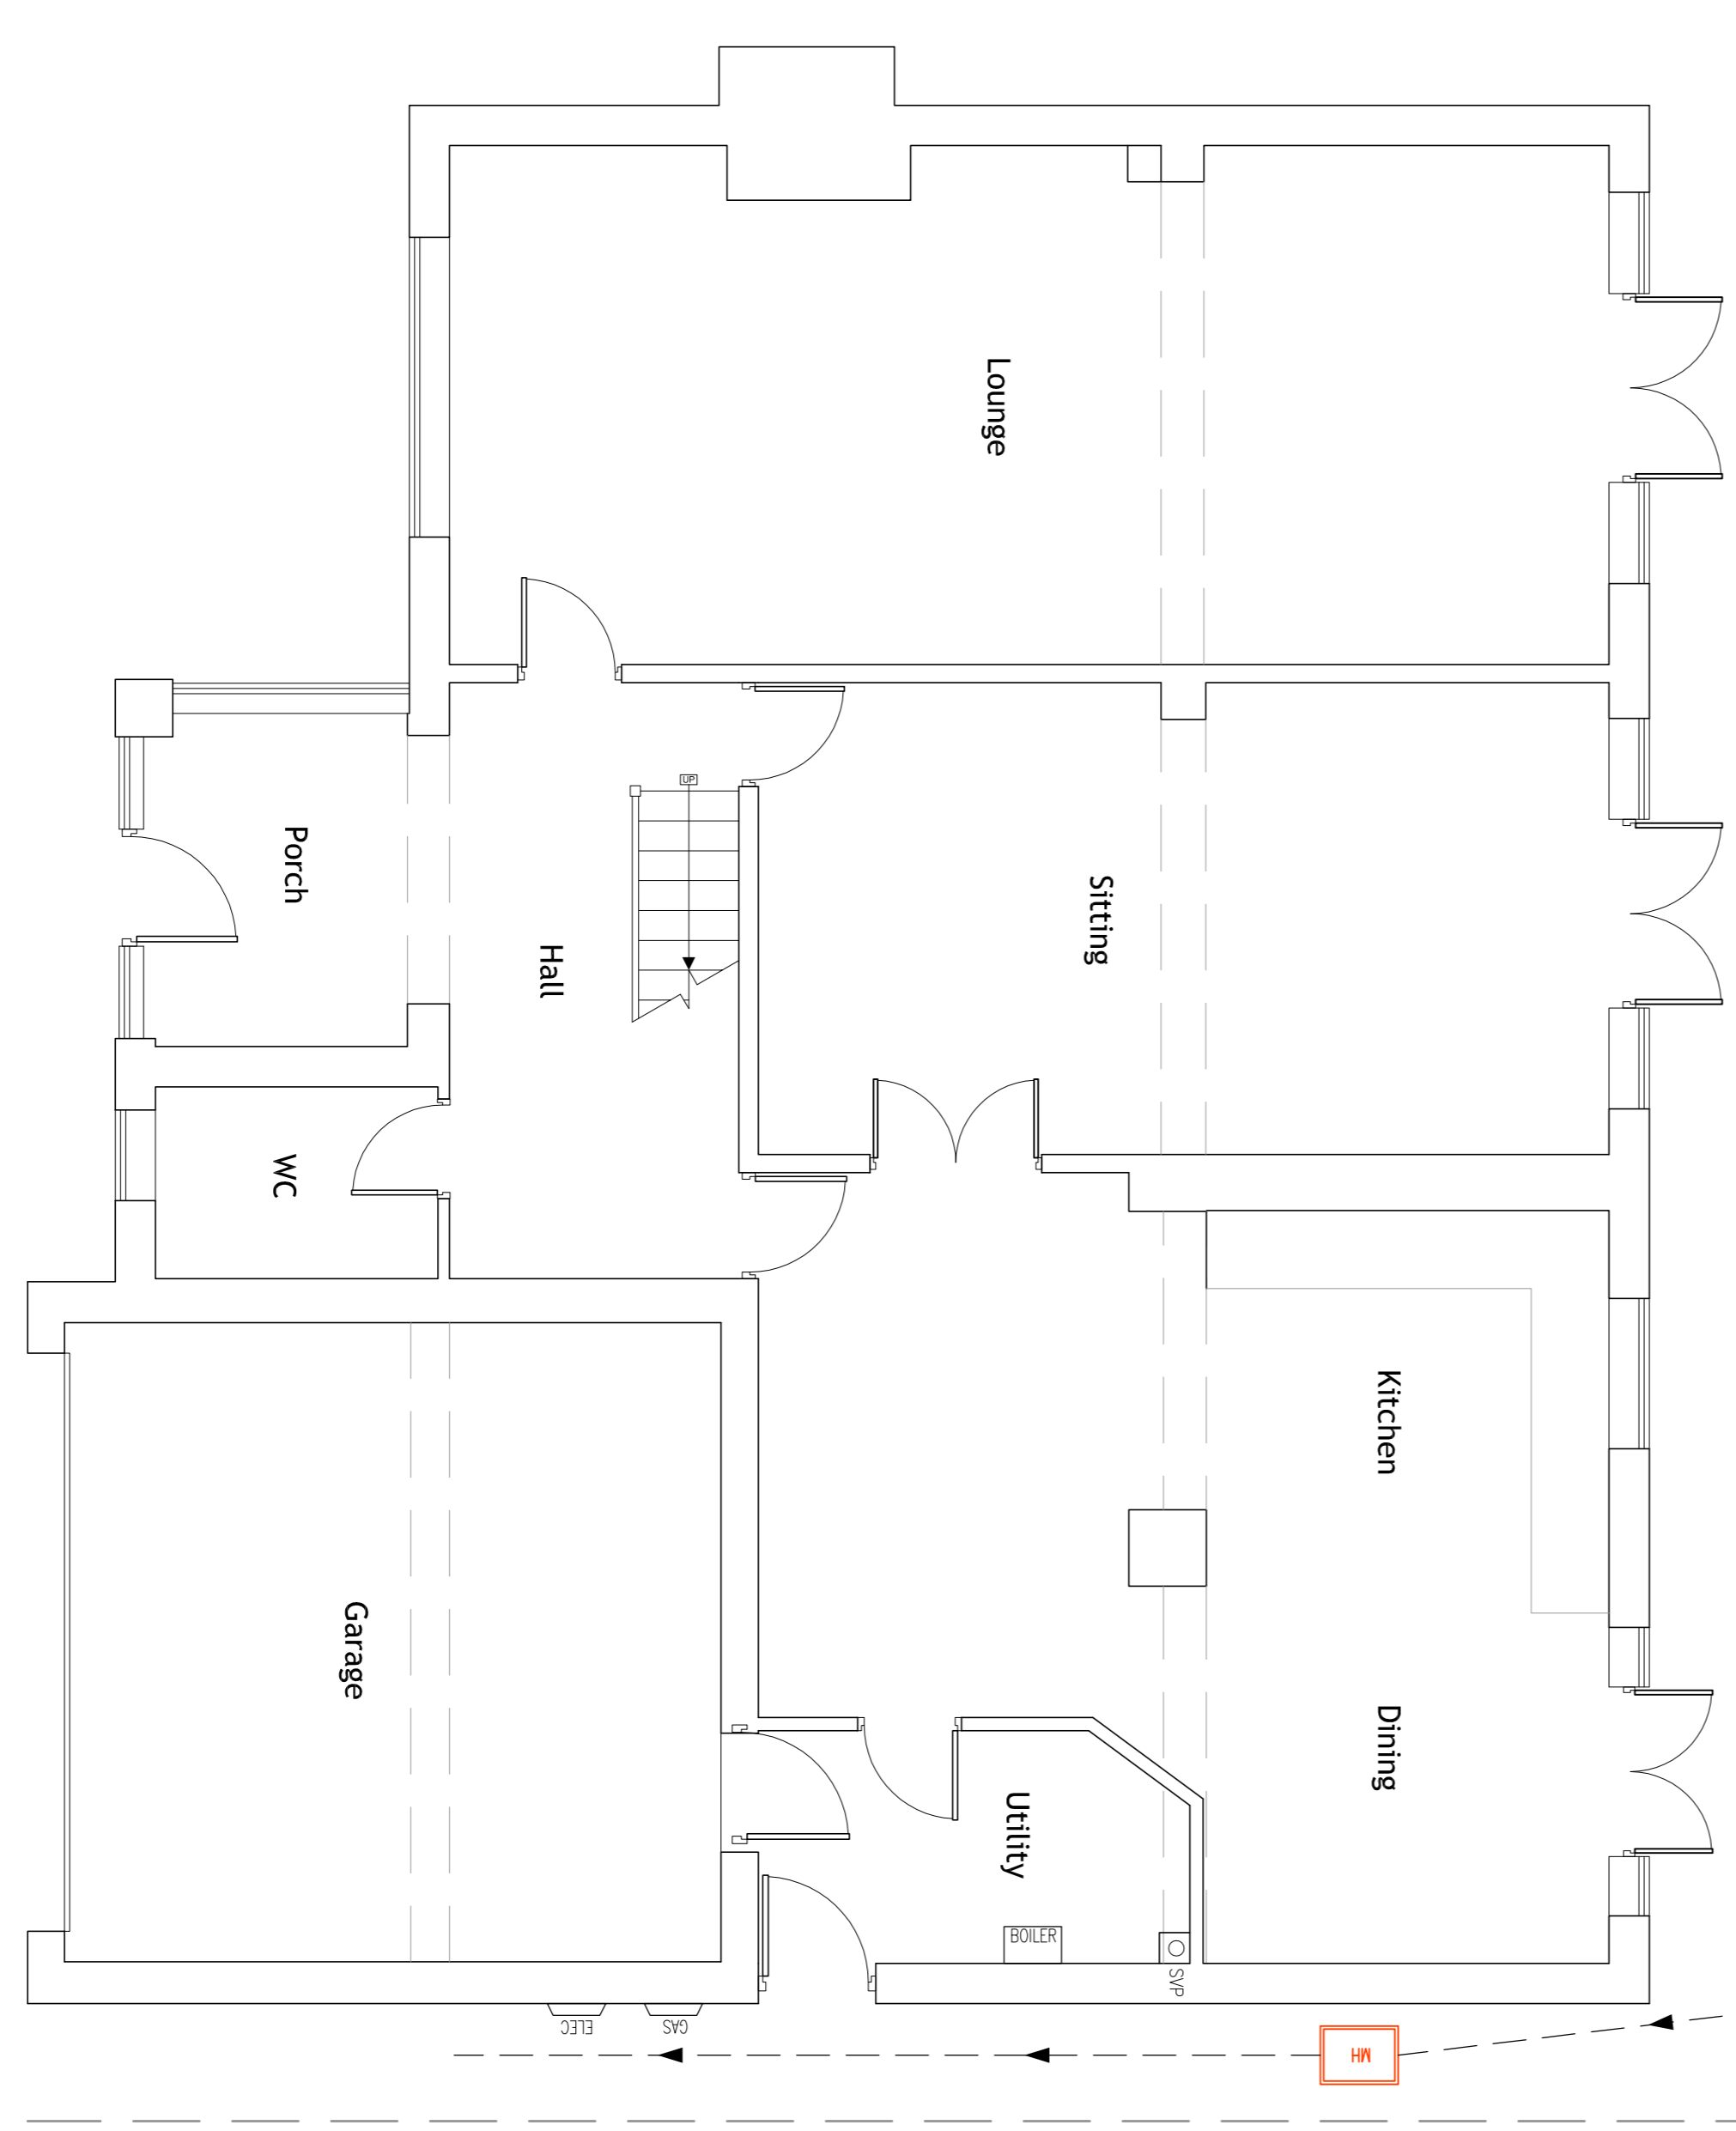 Lounge
UP
Porch
Sitting
Hall
WC
Kitchen
Garage
Dining
Utility
BOILER
SVP
ELEC
GAS
MH